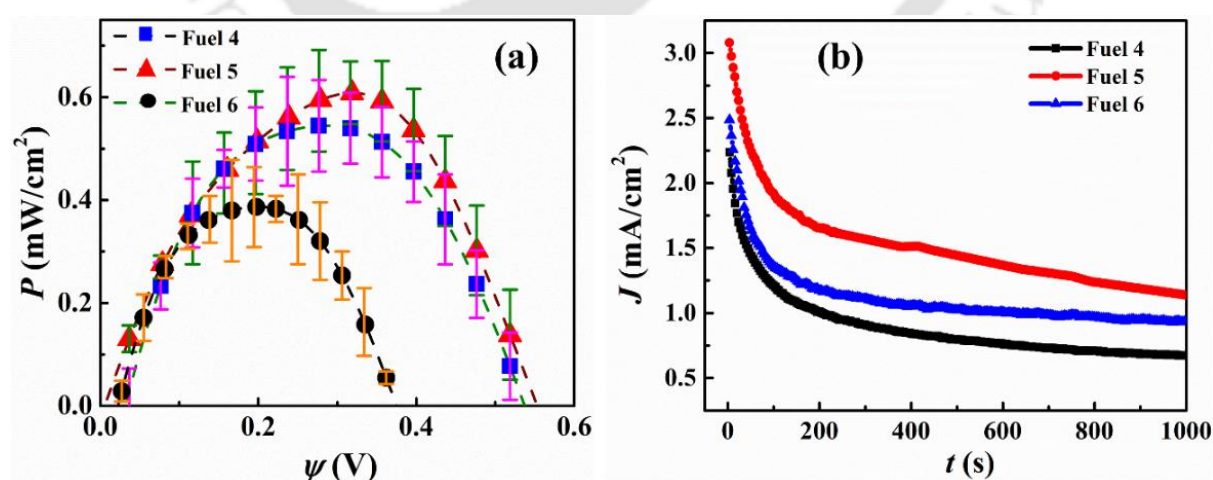 (a)
Fuel 4
Fuel 5
Fuel 6
P (mW/cm²)
0.6
0.4
0.2
0.0
0.0 0.2 0.4 0.6
ψ (V)
(b)
Fuel 4
Fuel 5
Fuel 6
J (mA/cm²)
3.0
2.5
2.0
1.5
1.0
0.5
0 200 400 600 800 1000
t (s)